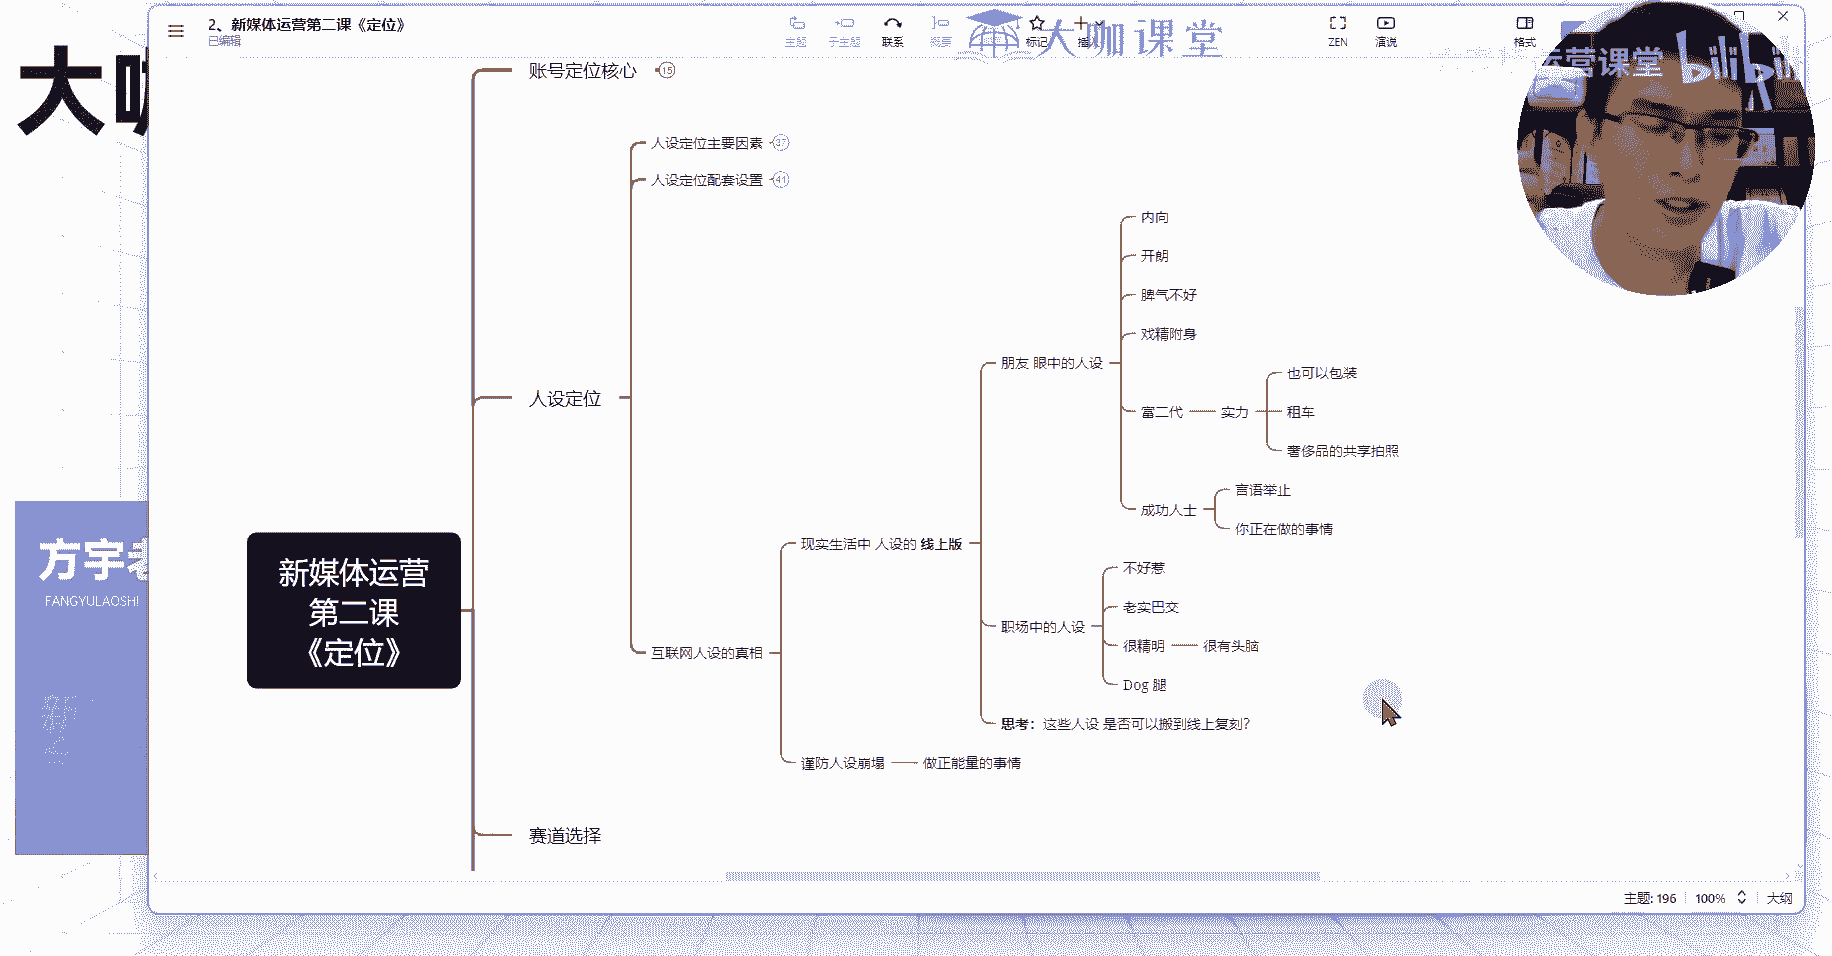 2、新媒体运营第二课《定位》
已编辑
主题
子主题
联系
概要
标记
ZEN
演说
格式
大咖课堂
运营课堂
bilibili
大咖
方宇老
FANGYULAOSHI
账号定位核心
15
人设定位主要因素
37
人设定位配套设置
41
内向
开朗
脾气不好
戏精附身
朋友 眼中的人设
也可以包装
富二代
实力
租车
奢侈品的共享拍照
人设定位
言语举止
成功人士
你正在做的事情
现实生活中 人设的 线上版
不好惹
老实巴交
职场中的人设
很精明
很有头脑
Dog 腿
互联网人设的真相
思考：这些人设 是否可以搬到线上复刻？
谨防人设崩塌
做正能量的事情
新媒体运营
第二课
《定位》
赛道选择
主题: 196
100%
大纲